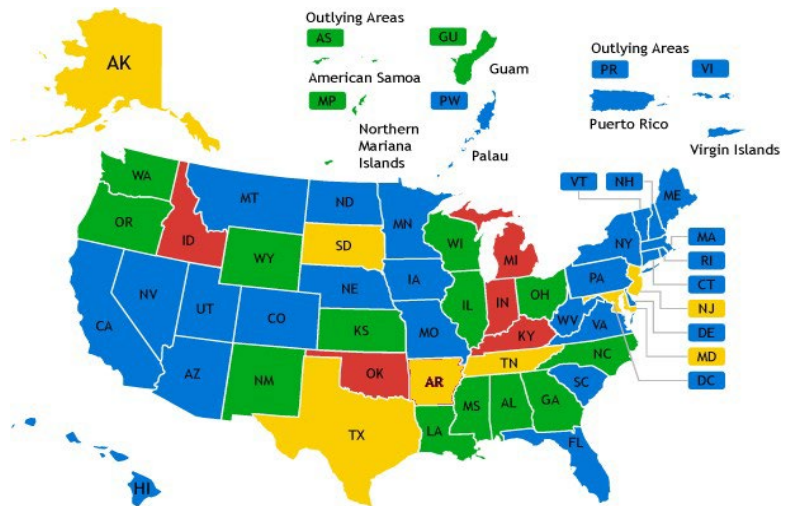 Outlying Areas
AS
GU
AK
Outlying Areas
PR
VI
American Samoa
Guam
MP
PW
Puerto Rico
Northern
Mariana
Islands
Palau
Virgin Islands
WA
MT
ND
MN
VT
NH
ME
OR
ID
SD
WI
MI
NY
MA
WY
RI
CT
IA
PA
NJ
NE
NV
UT
CO
IL
IN
OH
DE
CA
KS
MO
WV
VA
MD
KY
DC
NC
TN
AZ
NM
OK
AR
SC
MS
AL
GA
TX
LA
FL
HI